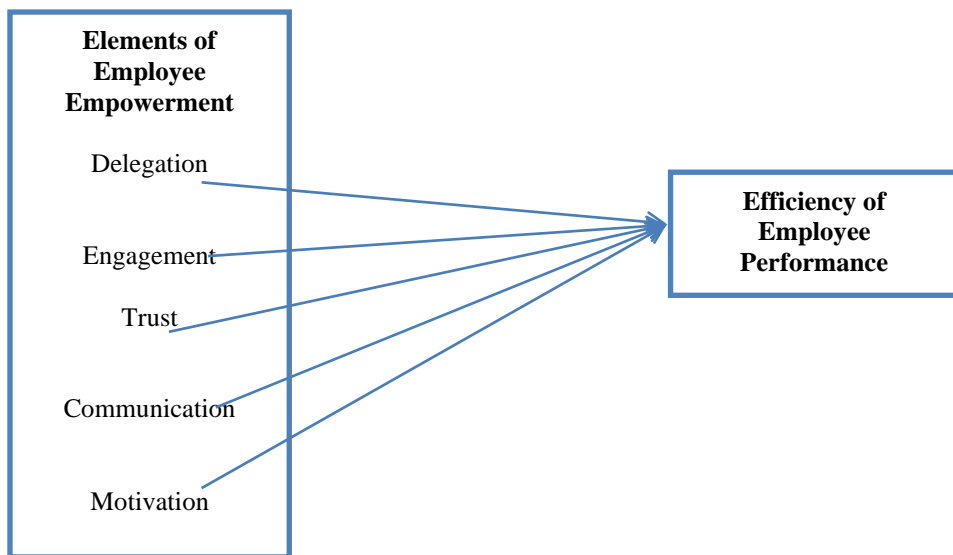 Elements of
Employee
Empowerment
Delegation
Engagement
Trust
Communication
Motivation
Efficiency of
Employee
Performance